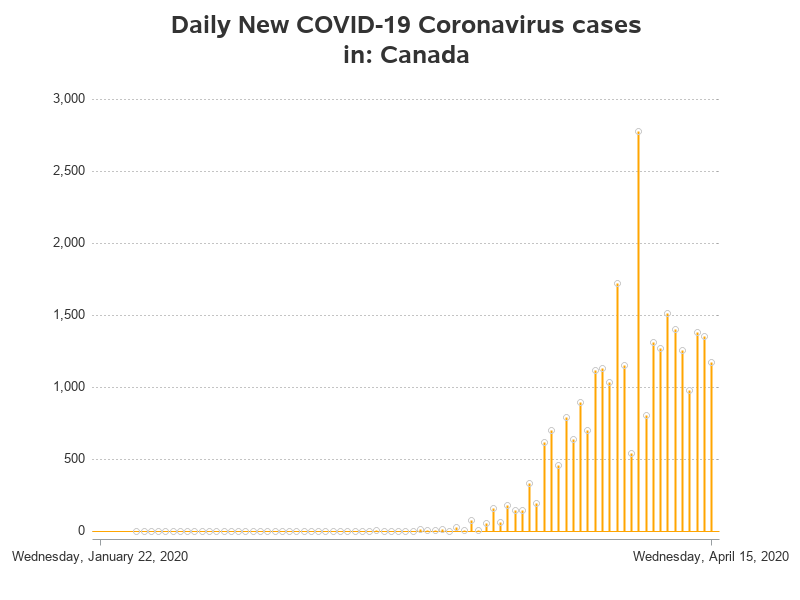 Daily New COVID-19 Coronavirus cases
in: Canada
3,000
2,500
2,000
1,500
1,000
500
0
Wednesday, January 22, 2020
Wednesday, April 15, 2020